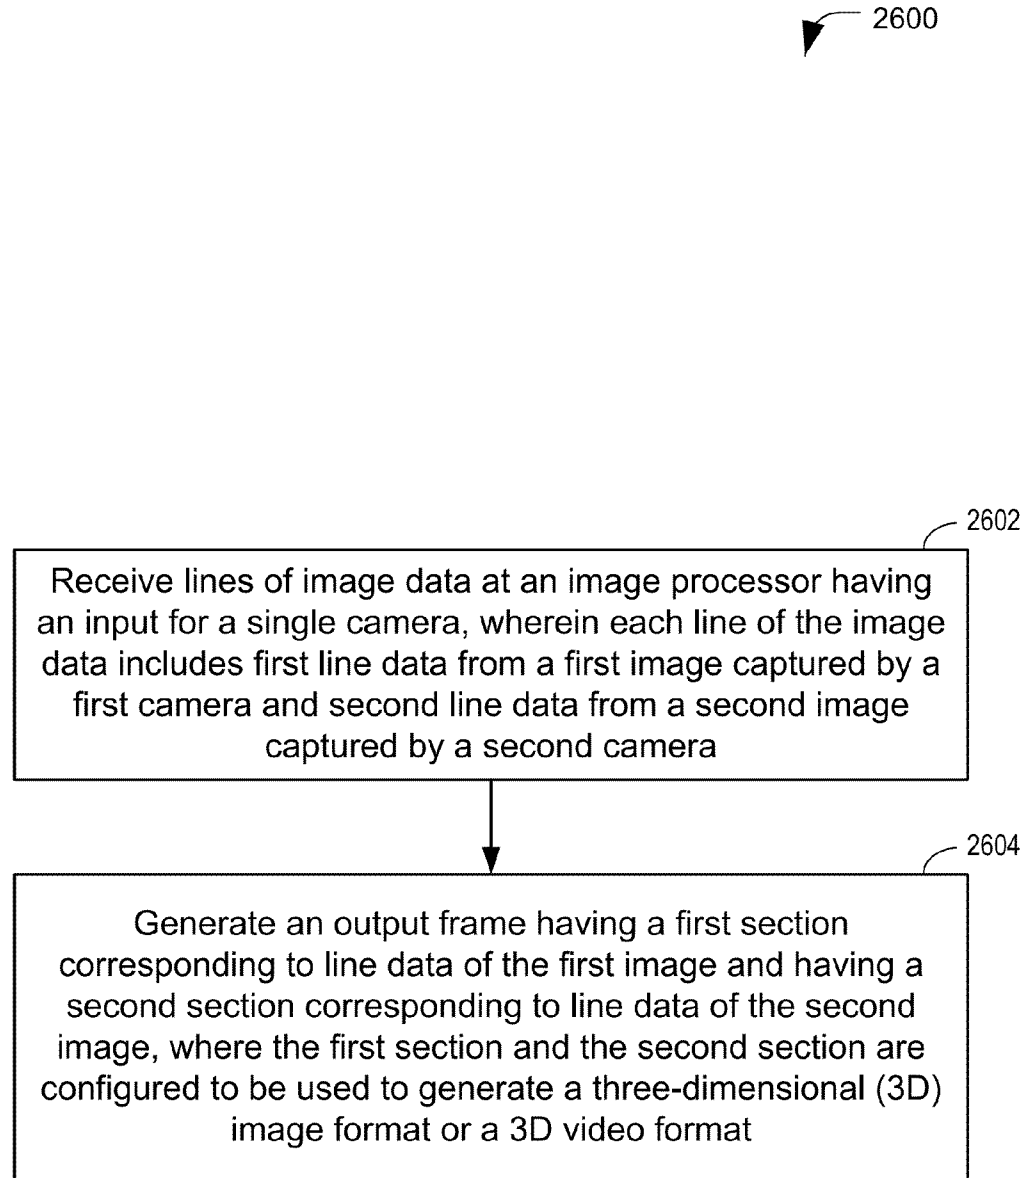 2600
2602
Receive lines of image data at an image processor having
an input for a single camera, wherein each line of the image
data includes first line data from a first image captured by a
first camera and second line data from a second image
captured by a second camera
2604
Generate an output frame having a first section
corresponding to line data of the first image and having a
second section corresponding to line data of the second
image, where the first section and the second section are
configured to be used to generate a three-dimensional (3D)
image format or a 3D video format